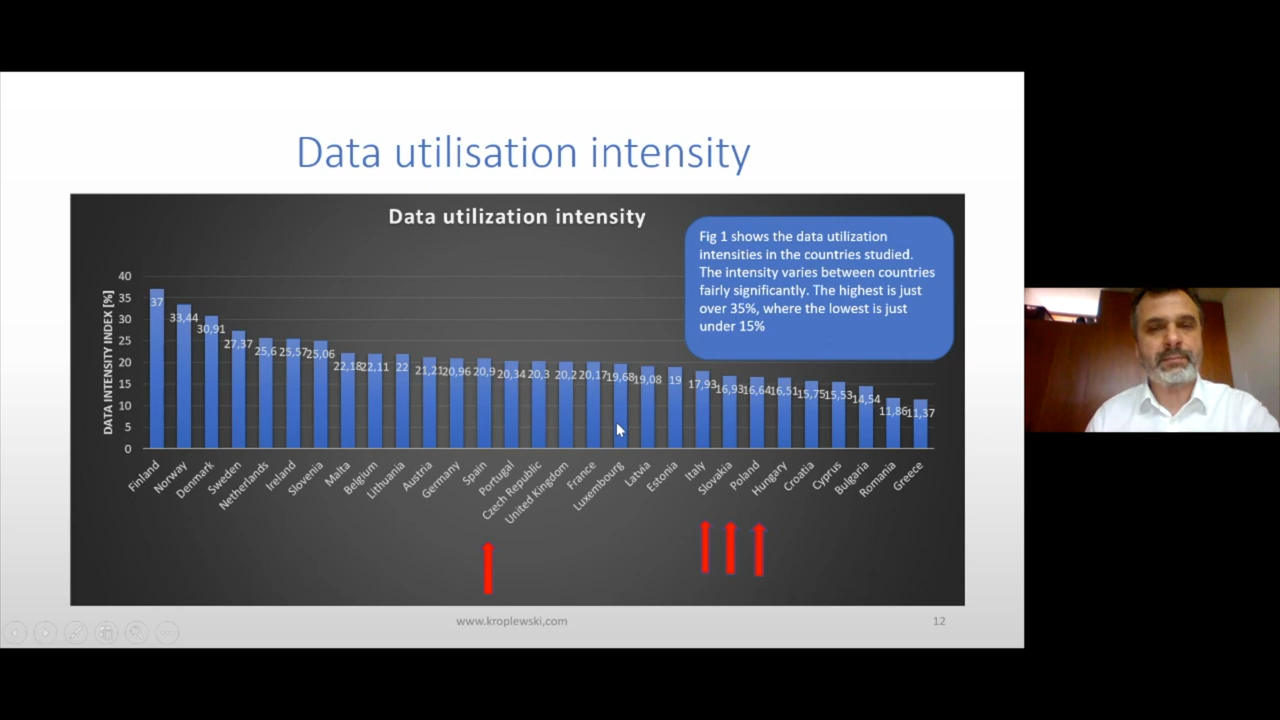 Data utilisation intensity
Data utilization intensity
Fig 1 shows the data utilization
intensities in the countries studied.
The intensity varies between countries
fairly significantly. The highest is just
over 35%, where the lowest is just
under 15%
DATA INTENSITY INDEX [%]
40
35
30
25
20
15
10
5
0
37
33,44
30,91
27,37
25,6
25,57
25,06
22,18
22,11
22
21,21
20,96
20,9
20,34
20,3
20,2
20,17
19,68
19,08
19
17,93
16,93
16,64
16,51
15,75
15,53
14,54
11,86
11,37
Finland
Norway
Denmark
Sweden
Netherlands
Ireland
Slovenia
Malta
Belgium
Lithuania
Austria
Germany
Spain
Portugal
Czech Republic
United Kingdom
France
Luxembourg
Latvia
Estonia
Italy
Slovakia
Poland
Hungary
Croatia
Cyprus
Bulgaria
Romania
Greece
www.kroplewski,com
12